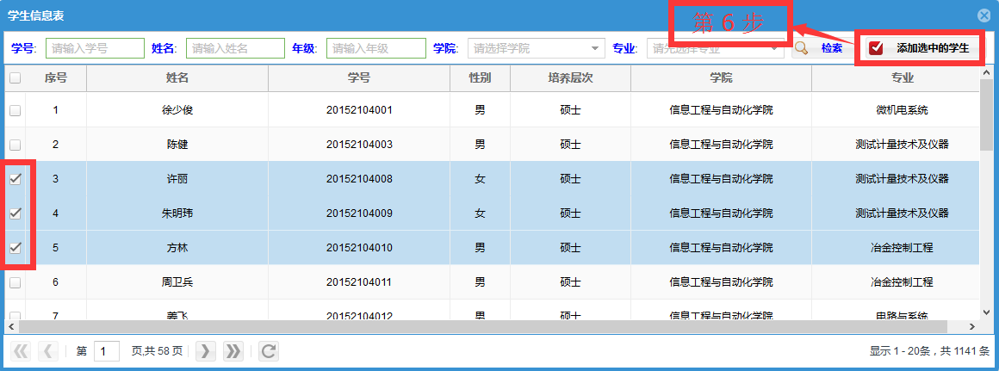 学生信息表
第 6 步
学号: 请输入学号 姓名: 请输入姓名 年级: 请输入年级 学院: 请选择学院 专业: 请先选择专业 检索 添加选中的学生
序号 姓名 学号 性别 培养层次 学院 专业
1 徐少俊 20152104001 男 硕士 信息工程与自动化学院 微机电系统
2 陈健 20152104003 男 硕士 信息工程与自动化学院 测试计量技术及仪器
3 许丽 20152104008 女 硕士 信息工程与自动化学院 测试计量技术及仪器
4 朱明玮 20152104009 女 硕士 信息工程与自动化学院 测试计量技术及仪器
5 方林 20152104010 男 硕士 信息工程与自动化学院 冶金控制工程
6 周卫兵 20152104011 男 硕士 信息工程与自动化学院 冶金控制工程
7 姜飞 20152104012 男 硕士 信息工程与自动化学院 电路与系统
第 1 页,共 58 页 显示 1 - 20条，共 1141 条